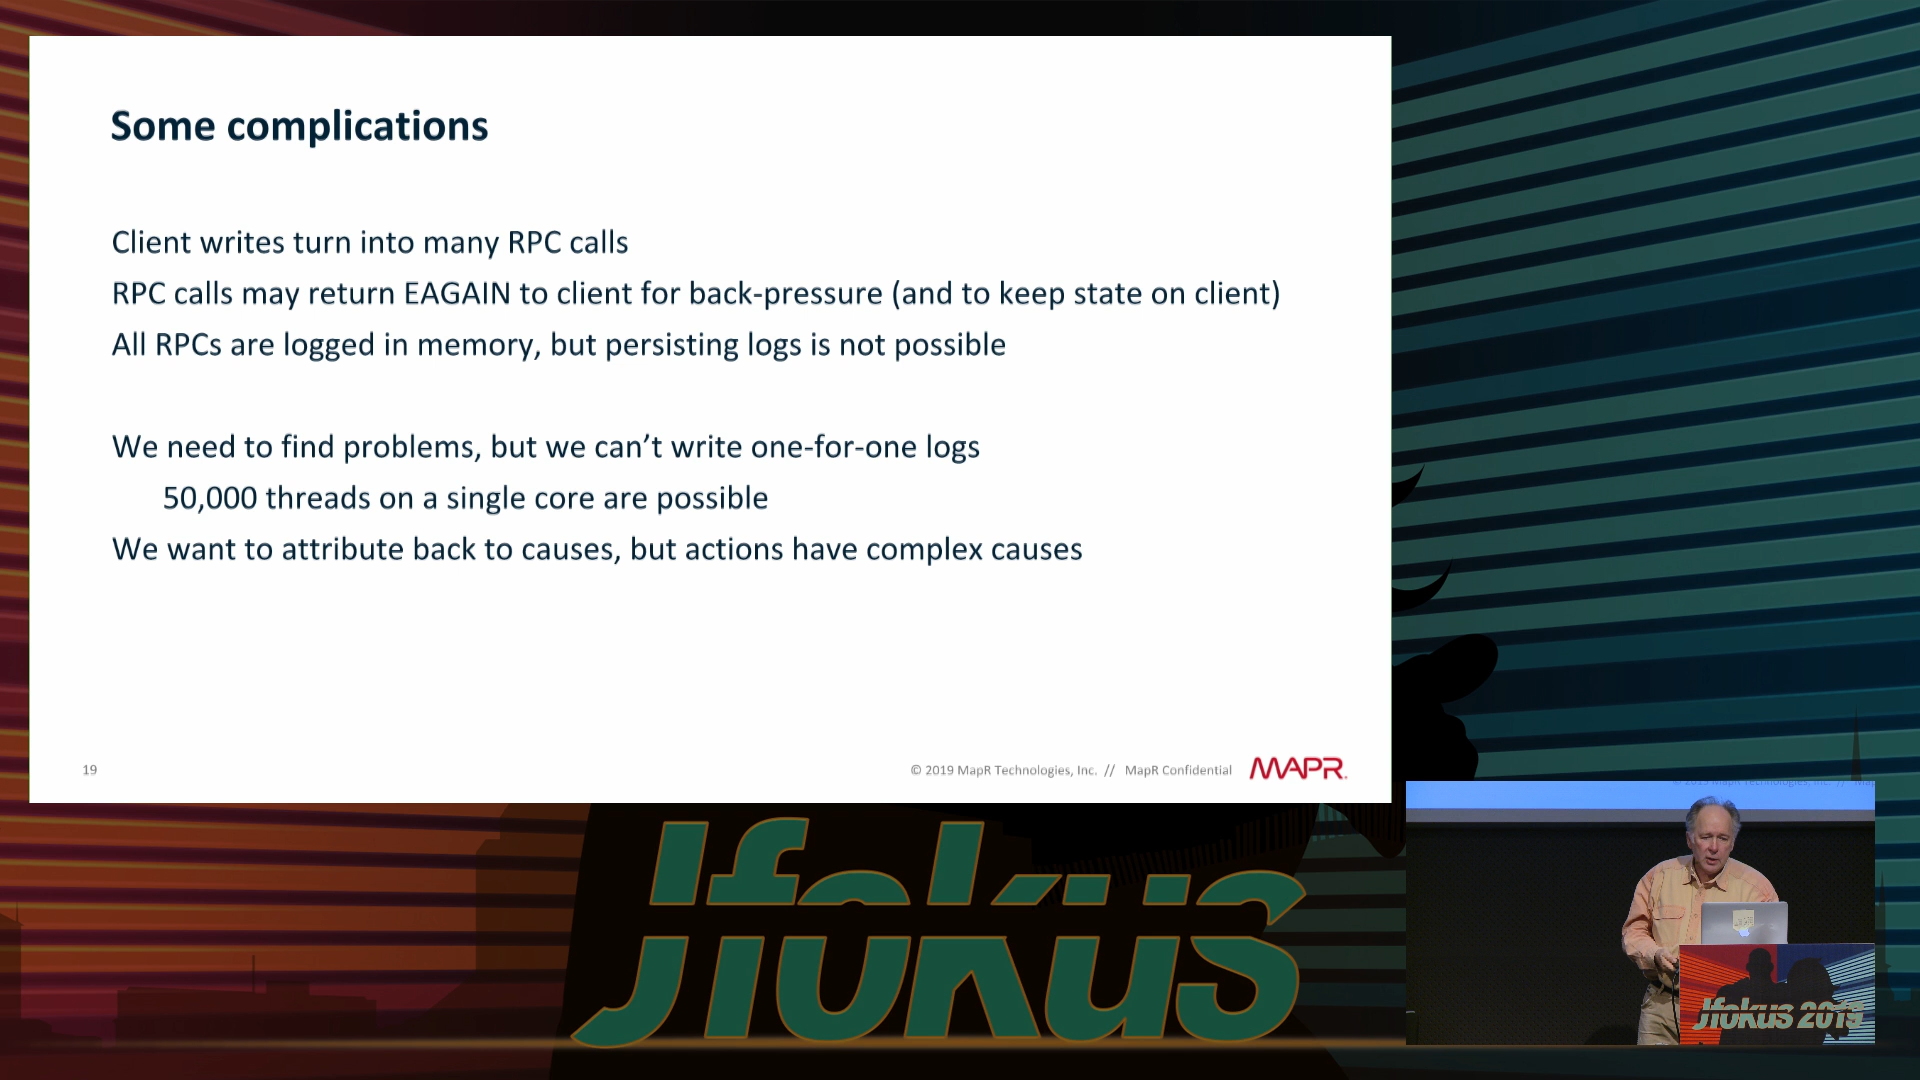 Some complications
Client writes turn into many RPC calls
RPC calls may return EAGAIN to client for back-pressure (and to keep state on client)
All RPCs are logged in memory, but persisting logs is not possible
We need to find problems, but we can’t write one-for-one logs
50,000 threads on a single core are possible
We want to attribute back to causes, but actions have complex causes
19
© 2019 MapR Technologies, Inc. // MapR Confidential
MAPR
Jfokus
Jfokus 2019